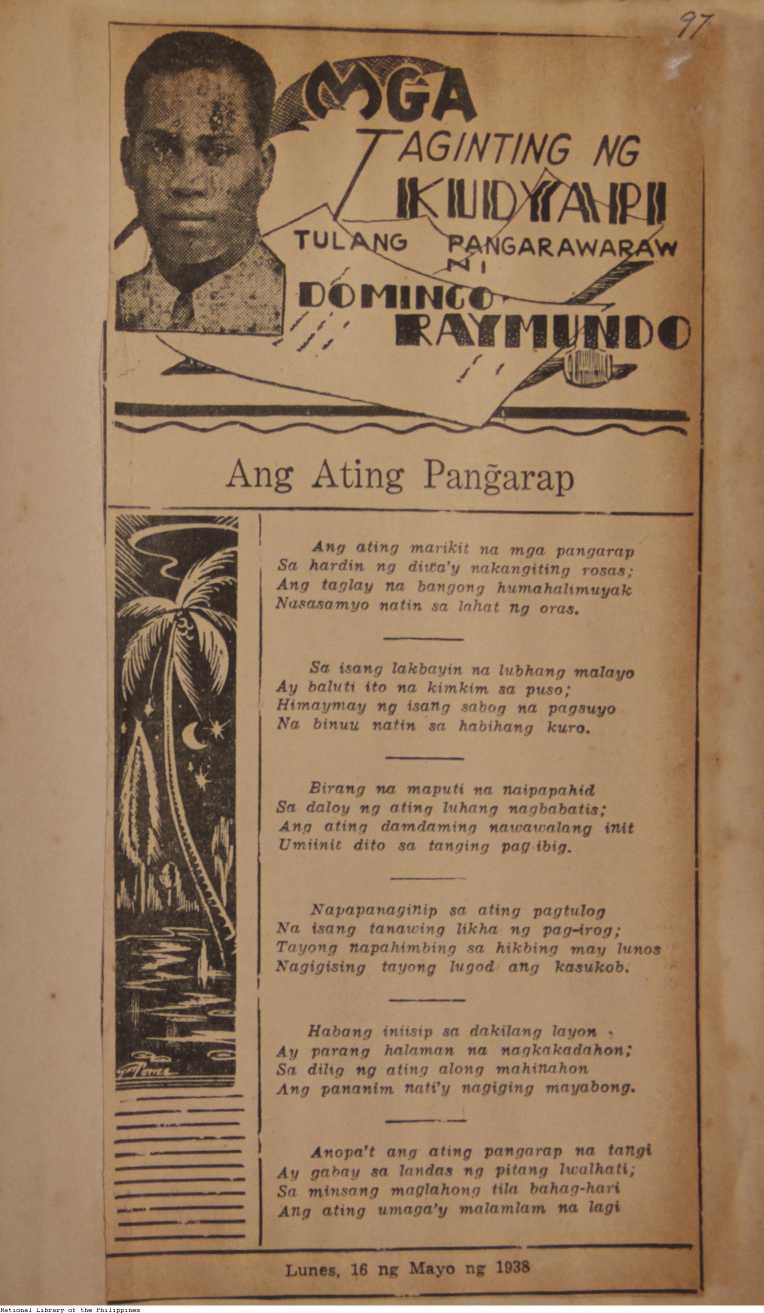 97
MGA
TAGINTING NG
KUDYAPI
TULANG PANGARAWARAW
NI
DOMINGO
RAYMUNDO
Ang Ating Pang̃arap
Ang ating marikit na mga pangarap
Sa hardin ng diwa'y nakangiting rosas;
Ang taglay na bangong humahalimuyak
Nasasamyo natin sa lahat ng oras.
Sa isang lakbayin na lubhang malayo
Ay baluti ito na kimkim sa puso;
Himaymay ng isang sabog na pagsuyo
Na binuu natin sa habihang kuro.
Birang na maputi na naipapahid
Sa daloy ng ating luhang nagbabatis;
Ang ating damdaming nawawalang init
Umiinit dito sa tanging pag-ibig.
Napapanaginip sa ating pagtulog
Na isang tanawing likha ng pag-irog;
Tayong napahimbing sa hikbing may lunos
Nagigising tayong lugod ang kasukob.
Habang iniisip sa dakilang layon
Ay parang halaman na nagkakadahon;
Sa dilig ng ating along mahinahon
Ang pananim nati'y nagiging mayabong.
Anopa't ang ating pangarap na tangi
Ay gabay sa landas ng pitang lwalhati;
Sa minsang maglahong tila bahag-hari
Ang ating umaga'y malamlam na lagi
Lunes, 16 ng Mayo ng 1938
National Library of the Philippines